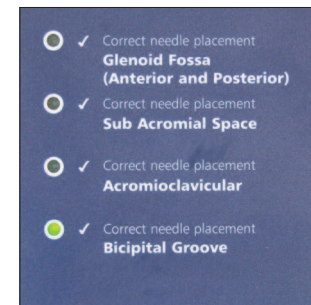 ✓ Correct needle placement
Glenoid Fossa
(Anterior and Posterior)
✓ Correct needle placement
Sub Acromial Space
✓ Correct needle placement
Acromioclavicular
✓ Correct needle placement
Bicipital Groove